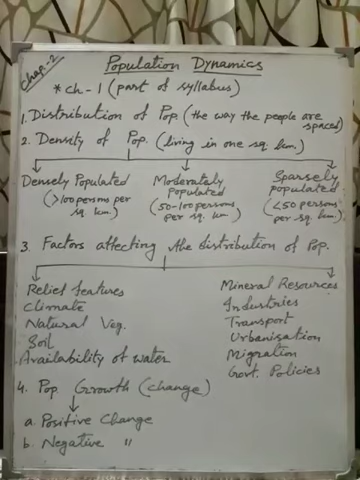 Chap-2
Population Dynamics
* Ch-1 (part of syllabus)
1. Distribution of Pop. (the way the people are spaced)
2. Density of Pop. (living in one sq km.)
Densely Populated (>100 persons per sq km.)
Moderately populated (50-100 persons per sq. km.)
Sparsely populated (<50 persons per sq. km.)
3. Factors affecting the distribution of Pop.
Relief features
Climate
Natural Veg.
Soil
Availability of water
Mineral Resources
Industries
Transport
Urbanisation
Migration
Govt. Policies
4. Pop. Growth (change)
a. Positive Change
b. Negative "